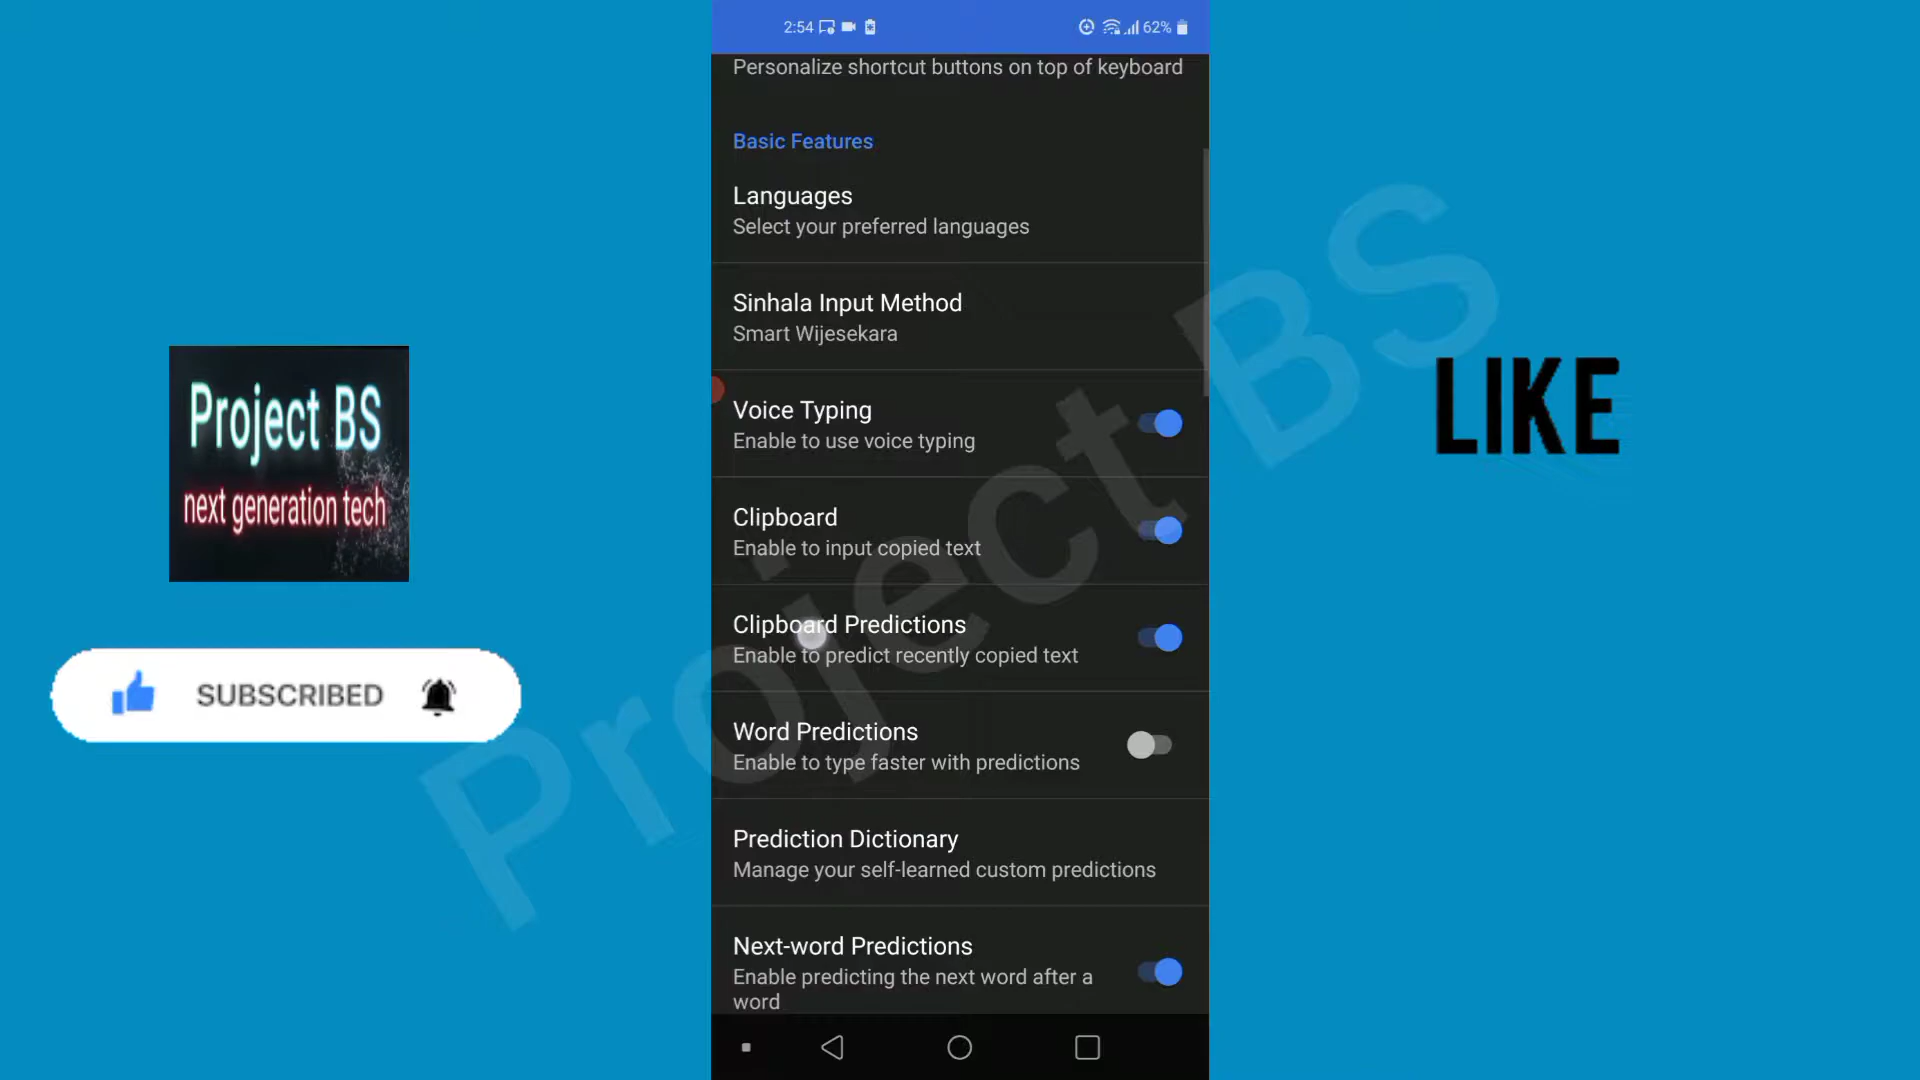 2:54
62%
Personalize shortcut buttons on top of keyboard
Basic Features
Languages
Select your preferred languages
Sinhala Input Method
Smart Wijesekara
Voice Typing
Enable to use voice typing
Clipboard
Enable to input copied text
Clipboard Predictions
Enable to predict recently copied text
Word Predictions
Enable to type faster with predictions
Prediction Dictionary
Manage your self-learned custom predictions
Next-word Predictions
Enable predicting the next word after a
word
Project BS
next generation tech
SUBSCRIBED
LIKE
Project BS